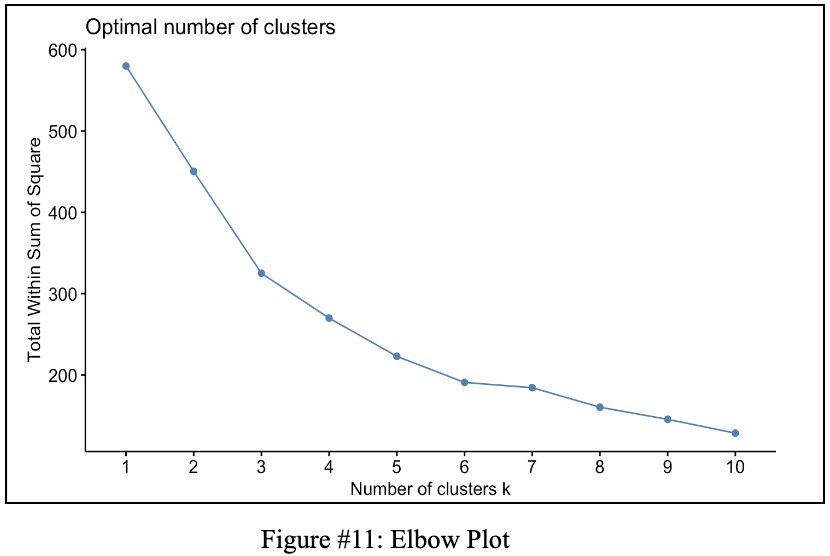 Optimal number of clusters
600
500
400
300
200
Total Within Sum of Square
1 2 3 4 5 6 7 8 9 10
Number of clusters k
Figure #11: Elbow Plot